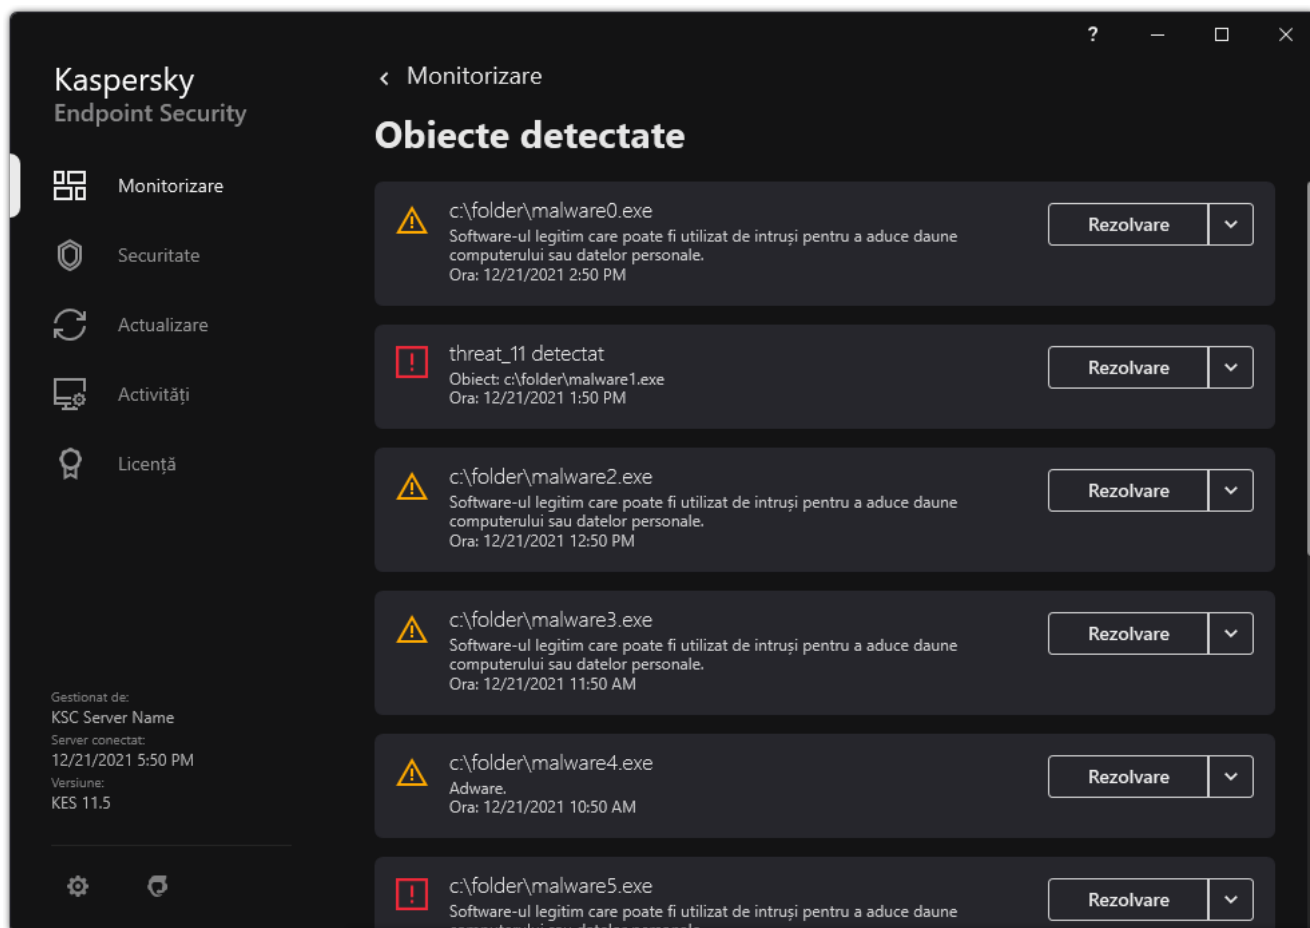 ?
Kaspersky
Endpoint Security
Monitorizare
Securitate
Actualizare
Activități
Licență
Gestionat de:
KSC Server Name
Server conectat:
12/21/2021 5:50 PM
Versiune:
KES 11.5
Monitorizare
Obiecte detectate
c:\folder\malware0.exe
Software-ul legitim care poate fi utilizat de intruși pentru a aduce daune
computerului sau datelor personale.
Ora: 12/21/2021 2:50 PM
Rezolvare
threat_11 detectat
Obiect: c:\folder\malware1.exe
Ora: 12/21/2021 1:50 PM
Rezolvare
c:\folder\malware2.exe
Software-ul legitim care poate fi utilizat de intruși pentru a aduce daune
computerului sau datelor personale.
Ora: 12/21/2021 12:50 PM
Rezolvare
c:\folder\malware3.exe
Software-ul legitim care poate fi utilizat de intruși pentru a aduce daune
computerului sau datelor personale.
Ora: 12/21/2021 11:50 AM
Rezolvare
c:\folder\malware4.exe
Adware.
Ora: 12/21/2021 10:50 AM
Rezolvare
c:\folder\malware5.exe
Software-ul legitim care poate fi utilizat de intruși pentru a aduce daune
Rezolvare